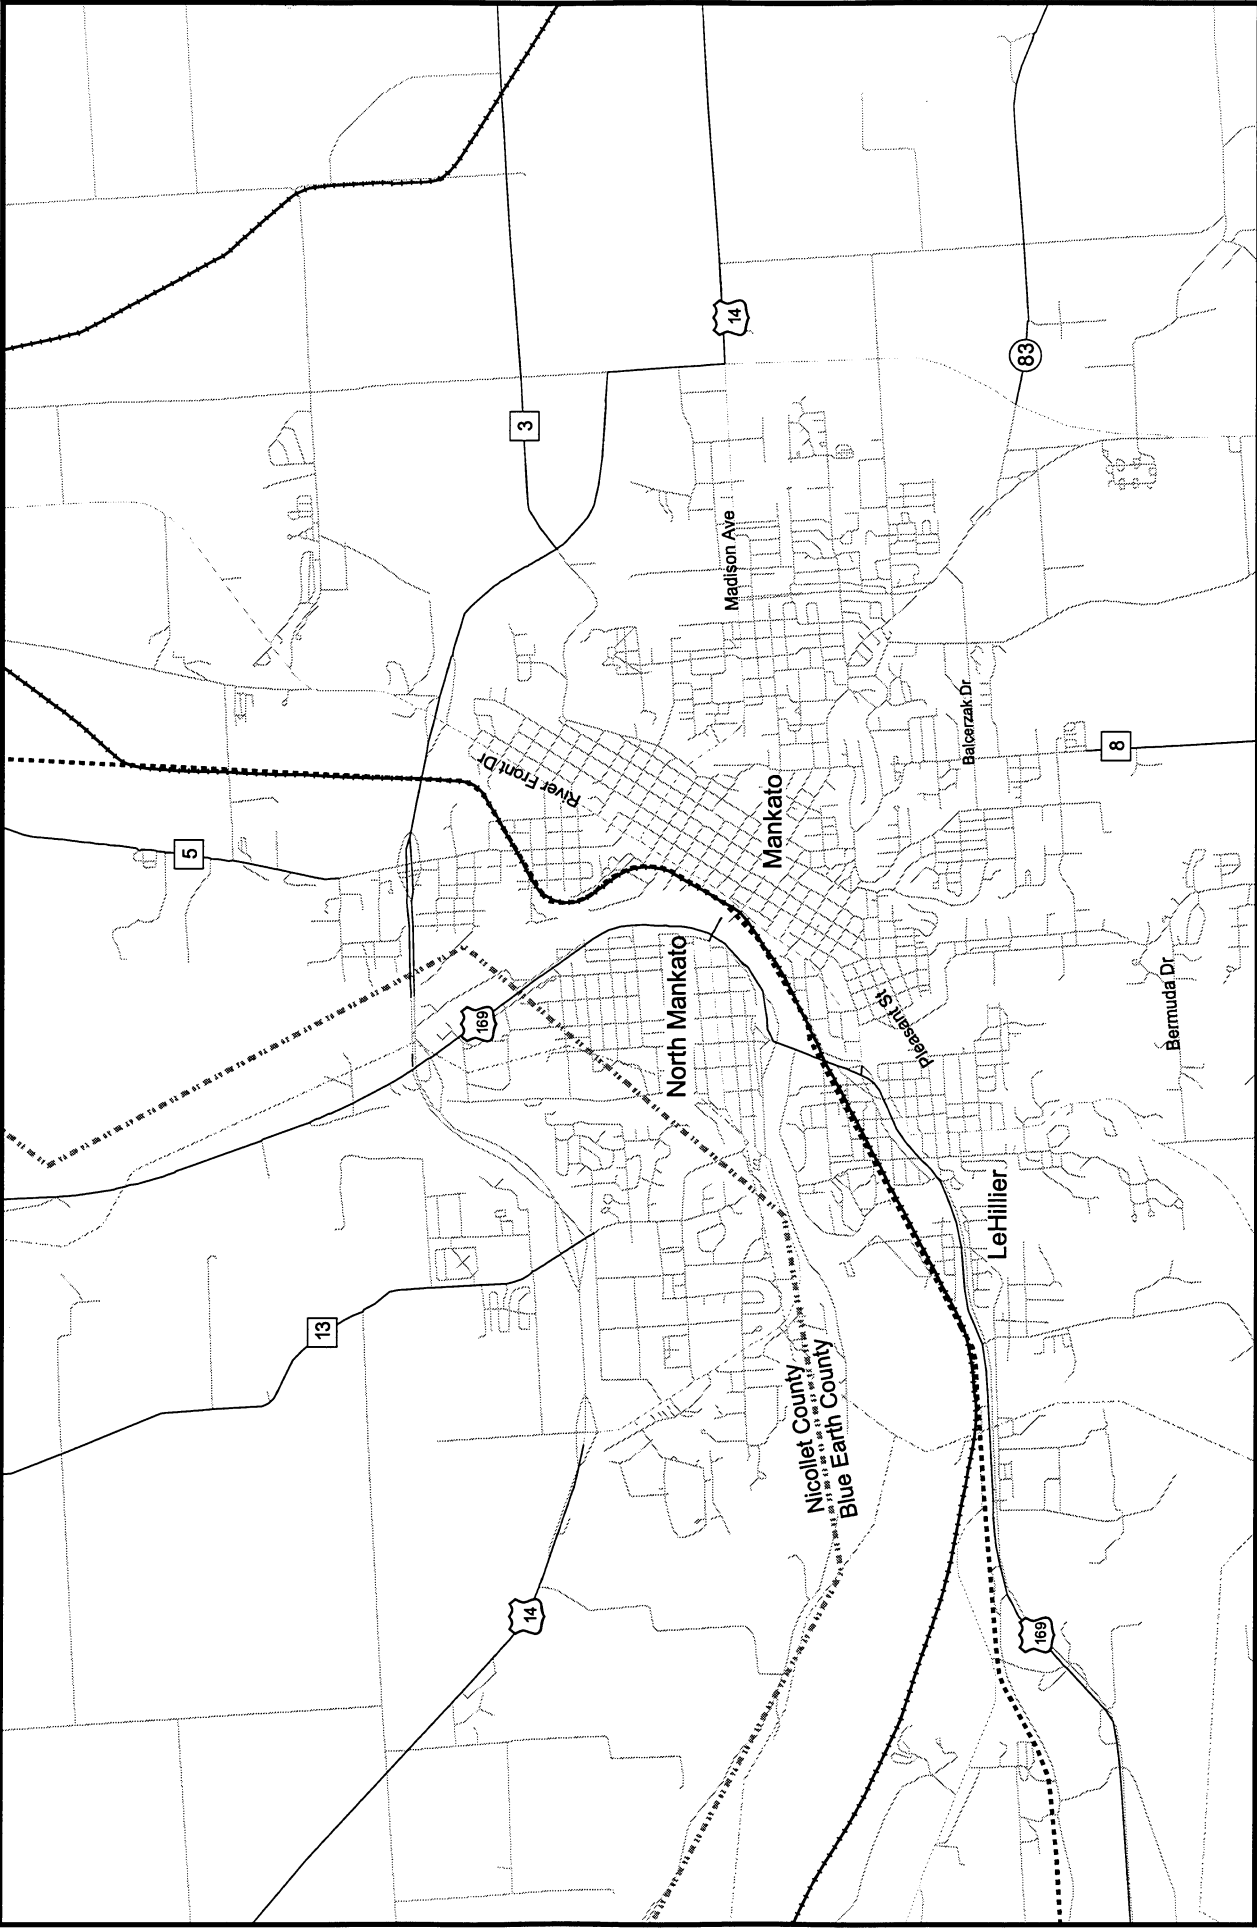 3
14
83
5
Madison Ave
River Front Dr
Balcerzak Dr
8
Mankato
169
North Mankato
Pleasant St
Bermuda Dr
LeHillier
13
Nicollet County
Blue Earth County
14
169